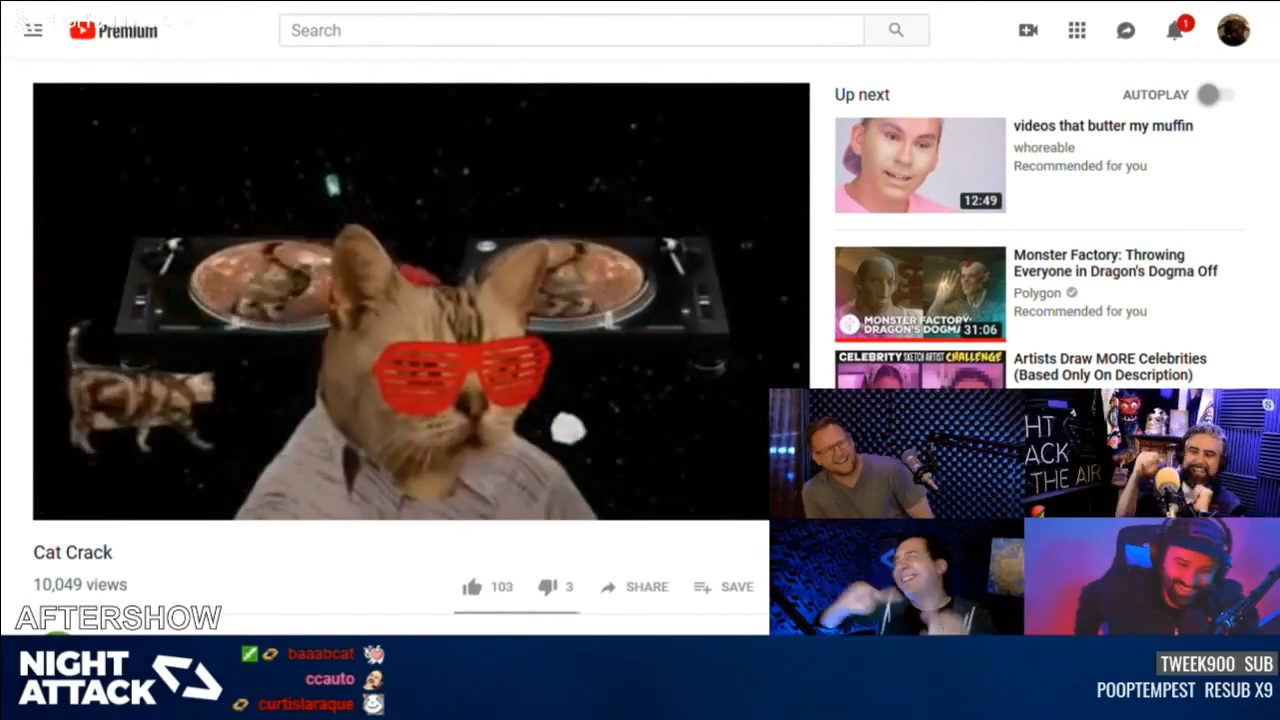 Premium
Search
1
Up next
AUTOPLAY
videos that butter my muffin
whoreable
Recommended for you
12:49
Monster Factory: Throwing
Everyone in Dragon's Dogma Off
Polygon
Recommended for you
MONSTER FACTORY:
DRAGON'S DOGM
31:06
CELEBRITY SKETCH ARTIST CHALLENGE
Artists Draw MORE Celebrities
(Based Only On Description)
HT
ACK
THE AIR
Cat Crack
10,049 views
103
3
SHARE
SAVE
AFTERSHOW
NIGHT
ATTACK
baaabcat
ccauto
curtislaraque
TWEEK900 SUB
POOPTEMPEST RESUB X9